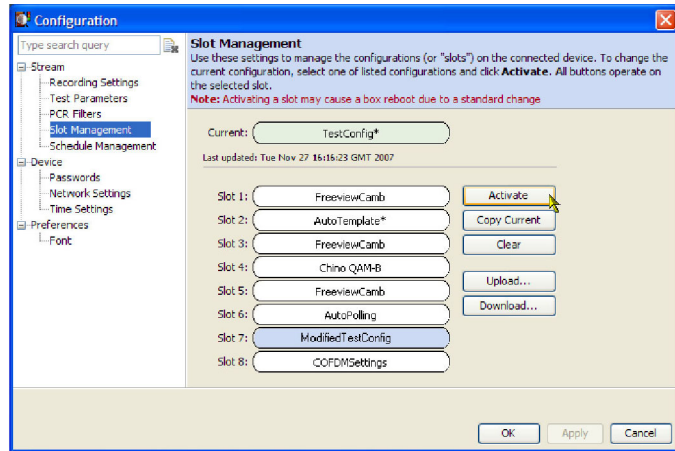 Configuration
Type search query
Stream
Recording Settings
Test Parameters
PCR Filters
Slot Management
Schedule Management
Device
Passwords
Network Settings
Time Settings
Preferences
Font
Slot Management
Use these settings to manage the configurations (or "slots") on the connected device. To change the
current configuration, select one of listed configurations and click Activate. All buttons operate on
the selected slot.
Note: Activating a slot may cause a box reboot due to a standard change
Current: TestConfig*
Last updated: Tue Nov 27 16:16:23 GMT 2007
Slot 1: FreeviewCamb
Slot 2: AutoTemplate*
Slot 3: FreeviewCamb
Slot 4: Chino QAM-B
Slot 5: FreeviewCamb
Slot 6: AutoPolling
Slot 7: ModifiedTestConfig
Slot 8: COFDMSettings
Activate
Copy Current
Clear
Upload...
Download...
OK Apply Cancel